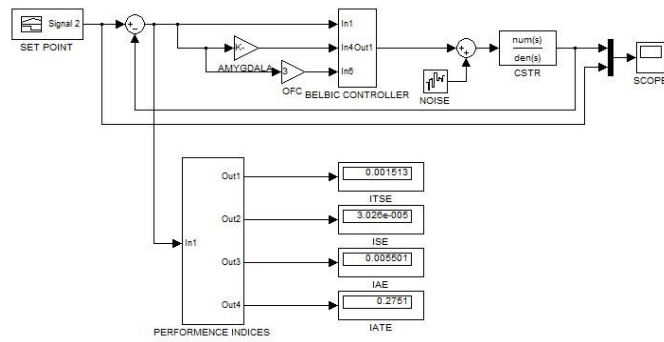 Signal 2
SET POINT
In1
In4
Out1
In6
K-
AMYGDALA
3
OFC
BELBIC CONTROLLER
NOISE
num(s)
den(s)
CSTR
SCOPE
In1
Out1
Out2
Out3
Out4
PERFORMENCE INDICES
0.001513
ITSE
3.026e-005
ISE
0.005501
IAE
0.2751
IATE